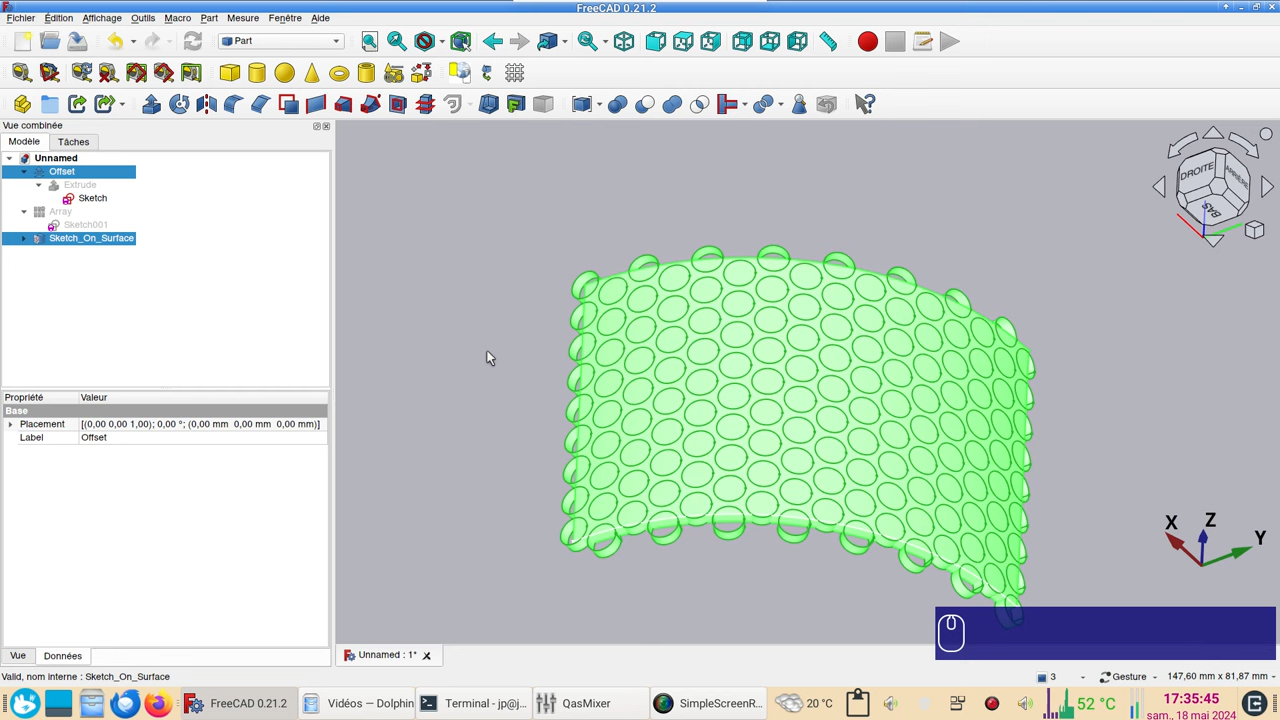 FreeCAD 0.21.2
Fichier Édition Affichage Outils Macro Part Mesure Fenêtre Aide
Part
Vue combinée
Modèle Tâches
Unnamed
Offset
Extrude
Sketch
Array
Sketch001
Sketch_On_Surface
Propriété Valeur
Base
Placement [(0,00 0,00 1,00); 0,00 °; (0,00 mm 0,00 mm 0,00 mm)]
Label Offset
Vue Données
DROITE
ARRIÈRE
BAS
X Z Y
Unnamed : 1*
Valid, nom interne : Sketch_On_Surface
3 - Gesture 147,60 mm x 81,87 mm
FreeCAD 0.21.2 Vidéos — Dolphin Terminal - jp@j... QasMixer SimpleScreenR... 20 °C 52 °C 17:35:45
sam., 18 mai 2024